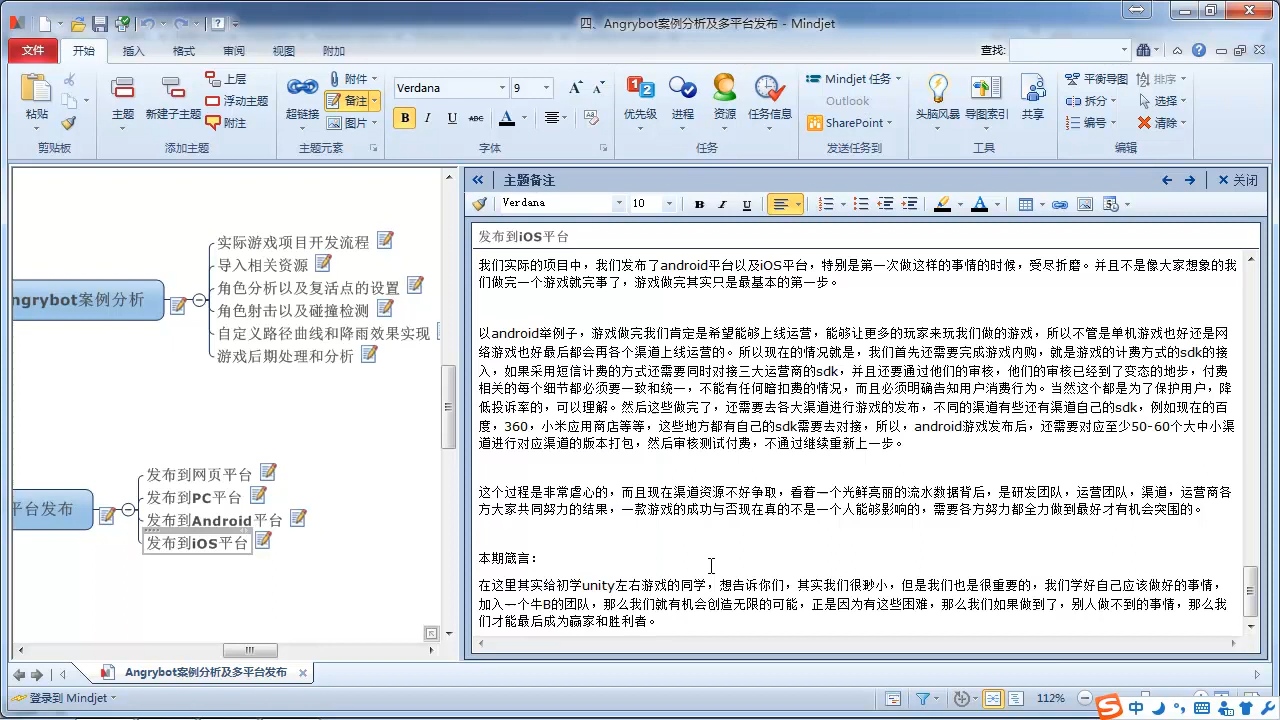 四、Angrybot案例分析及多平台发布 - Mindjet
文件
开始
插入
格式
审阅
视图
附加
查找:
粘贴
剪贴板
主题
新建子主题
上层
浮动主题
附注
添加主题
超链接
附件
备注
图片
主题元素
Verdana
9
B I U ABC A
字体
优先级
进程
资源
任务信息
任务
Mindjet 任务
Outlook
SharePoint
发送任务到
头脑风暴
导图索引
共享
工具
平衡导图
拆分
编号
排序
选择
清除
编辑
ngrybot案例分析
实际游戏项目开发流程
导入相关资源
角色分析以及复活点的设置
角色射击以及碰撞检测
自定义路径曲线和降雨效果实现
游戏后期处理和分析
平台发布
发布到网页平台
发布到PC平台
发布到Android平台
发布到iOS平台
主题备注
关闭
Verdana
10
B I U
发布到iOS平台
我们实际的项目中，我们发布了android平台以及iOS平台，特别是第一次做这样的事情的时候，受尽折磨。并且不是像大家想象的我
们做完一个游戏就完事了，游戏做完其实只是最基本的第一步。
以android举例子，游戏做完我们肯定是希望能够上线运营，能够让更多的玩家来玩我们做的游戏，所以不管是单机游戏也好还是网
络游戏也好最后都会再各个渠道上线运营的。所以现在的情况就是，我们首先还需要完成游戏内购，就是游戏的计费方式的sdk的接
入，如果采用短信计费的方式还需要同时对接三大运营商的sdk，并且还要通过他们的审核，他们的审核已经到了变态的地步，付费
相关的每个细节都必须要一致和统一，不能有任何暗扣费的情况，而且必须明确告知用户消费行为。当然这个都是为了保护用户，降
低投诉率的，可以理解。然后这些做完了，还需要去各大渠道进行游戏的发布，不同的渠道有些还有渠道自己的sdk，例如现在的百
度，360，小米应用商店等等，这些地方都有自己的sdk需要去对接，所以，android游戏发布后，还需要对应至少50-60个大中小渠
道进行对应渠道的版本打包，然后审核测试付费，不通过继续重新上一步。
这个过程是非常虐心的，而且现在渠道资源不好争取，看着一个光鲜亮丽的流水数据背后，是研发团队，运营团队，渠道，运营商各
方大家共同努力的结果，一款游戏的成功与否现在真的不是一个人能够影响的，需要各方努力都全力做到最好才有机会突围的。
本期箴言：
在这里其实给初学unity左右游戏的同学，想告诉你们，其实我们很渺小，但是我们也是很重要的，我们学好自己应该做好的事情，
加入一个牛B的团队，那么我们就有机会创造无限的可能，正是因为有这些困难，那么我们如果做到了，别人做不到的事情，那么我
们才能最后成为赢家和胜利者。
Angrybot案例分析及多平台发布
登录到 Mindjet
112%
中